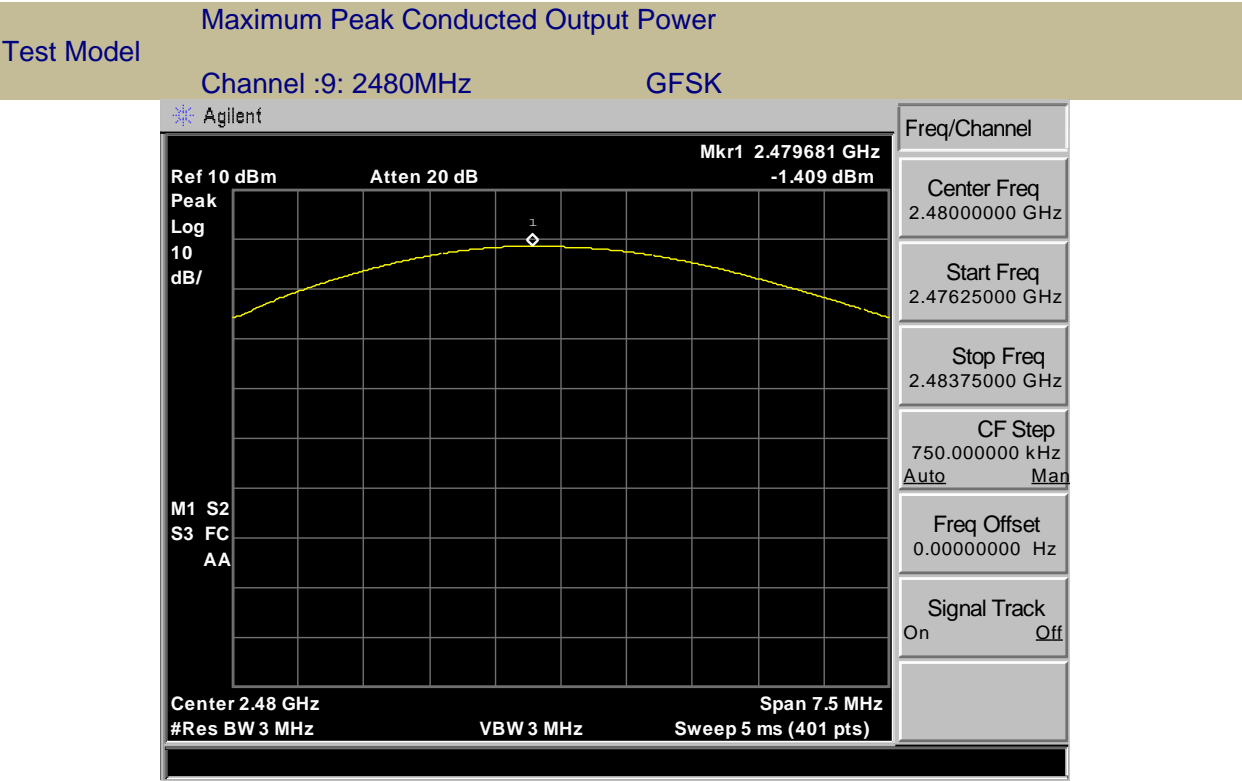 Maximum Peak Conducted Output Power
Test Model
Channel :9: 2480MHz GFSK
Agilent
Freq/Channel
Mkr1 2.479681 GHz
Ref 10 dBm Atten 20 dB -1.409 dBm
Peak
Log
10
dB/
1
Center Freq
2.48000000 GHz
Start Freq
2.47625000 GHz
Stop Freq
2.48375000 GHz
CF Step
750.000000 kHz
Auto Man
M1 S2
S3 FC
AA
Freq Offset
0.00000000 Hz
Signal Track
On Off
Center 2.48 GHz Span 7.5 MHz
#Res BW 3 MHz VBW 3 MHz Sweep 5 ms (401 pts)